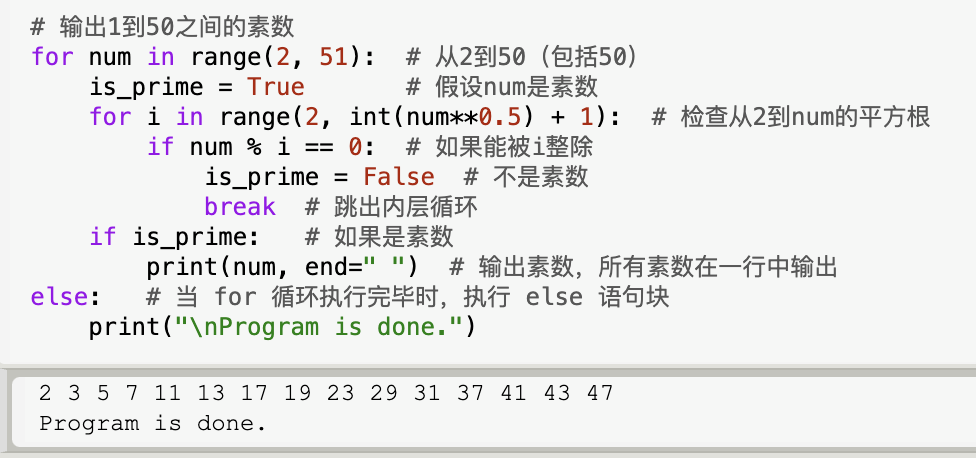 # 输出1到50之间的素数
for num in range(2, 51):  # 从2到50（包括50）
    is_prime = True       # 假设num是素数
    for i in range(2, int(num**0.5) + 1):  # 检查从2到num的平方根
        if num % i == 0:  # 如果能被i整除
            is_prime = False  # 不是素数
            break  # 跳出内层循环
    if is_prime:   # 如果是素数
        print(num, end=" ")  # 输出素数，所有素数在一行中输出
else:   # 当 for 循环执行完毕时，执行 else 语句块
    print("\nProgram is done.")
2 3 5 7 11 13 17 19 23 29 31 37 41 43 47
Program is done.